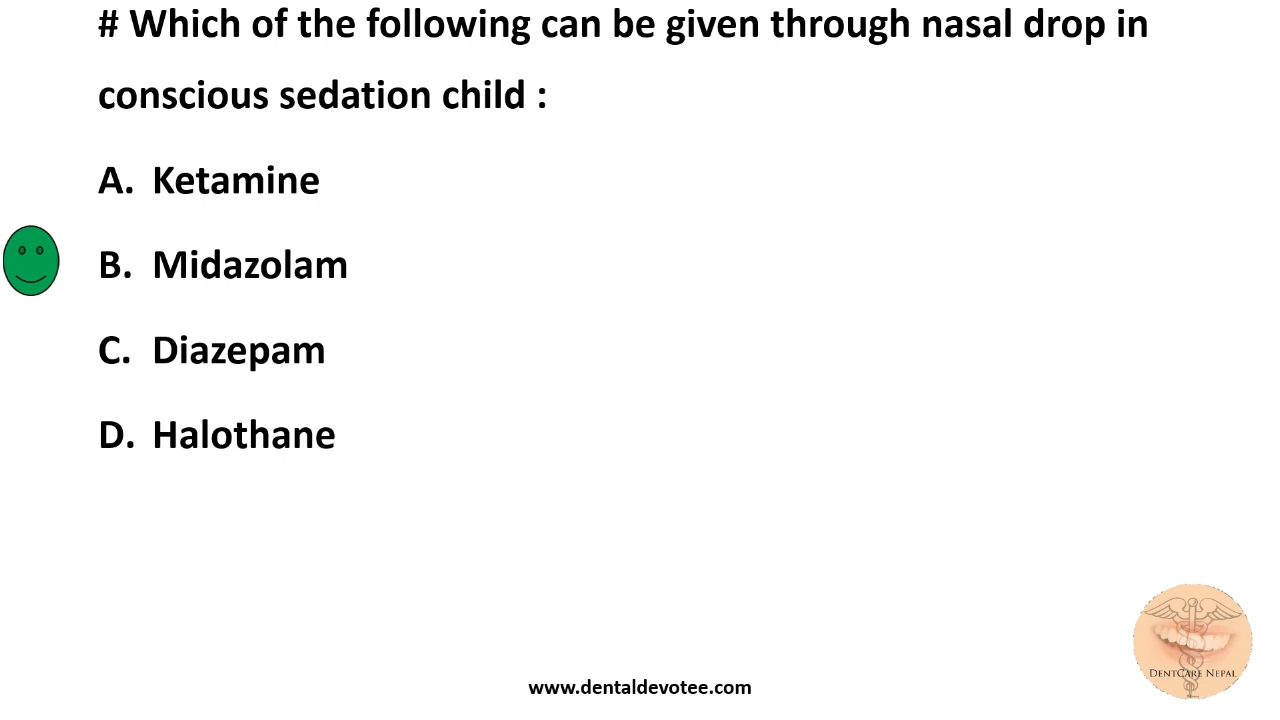 # Which of the following can be given through nasal drop in
conscious sedation child :
A. Ketamine
B. Midazolam
C. Diazepam
D. Halothane
DENTCARE NEPAL
www.dentaldevotee.com